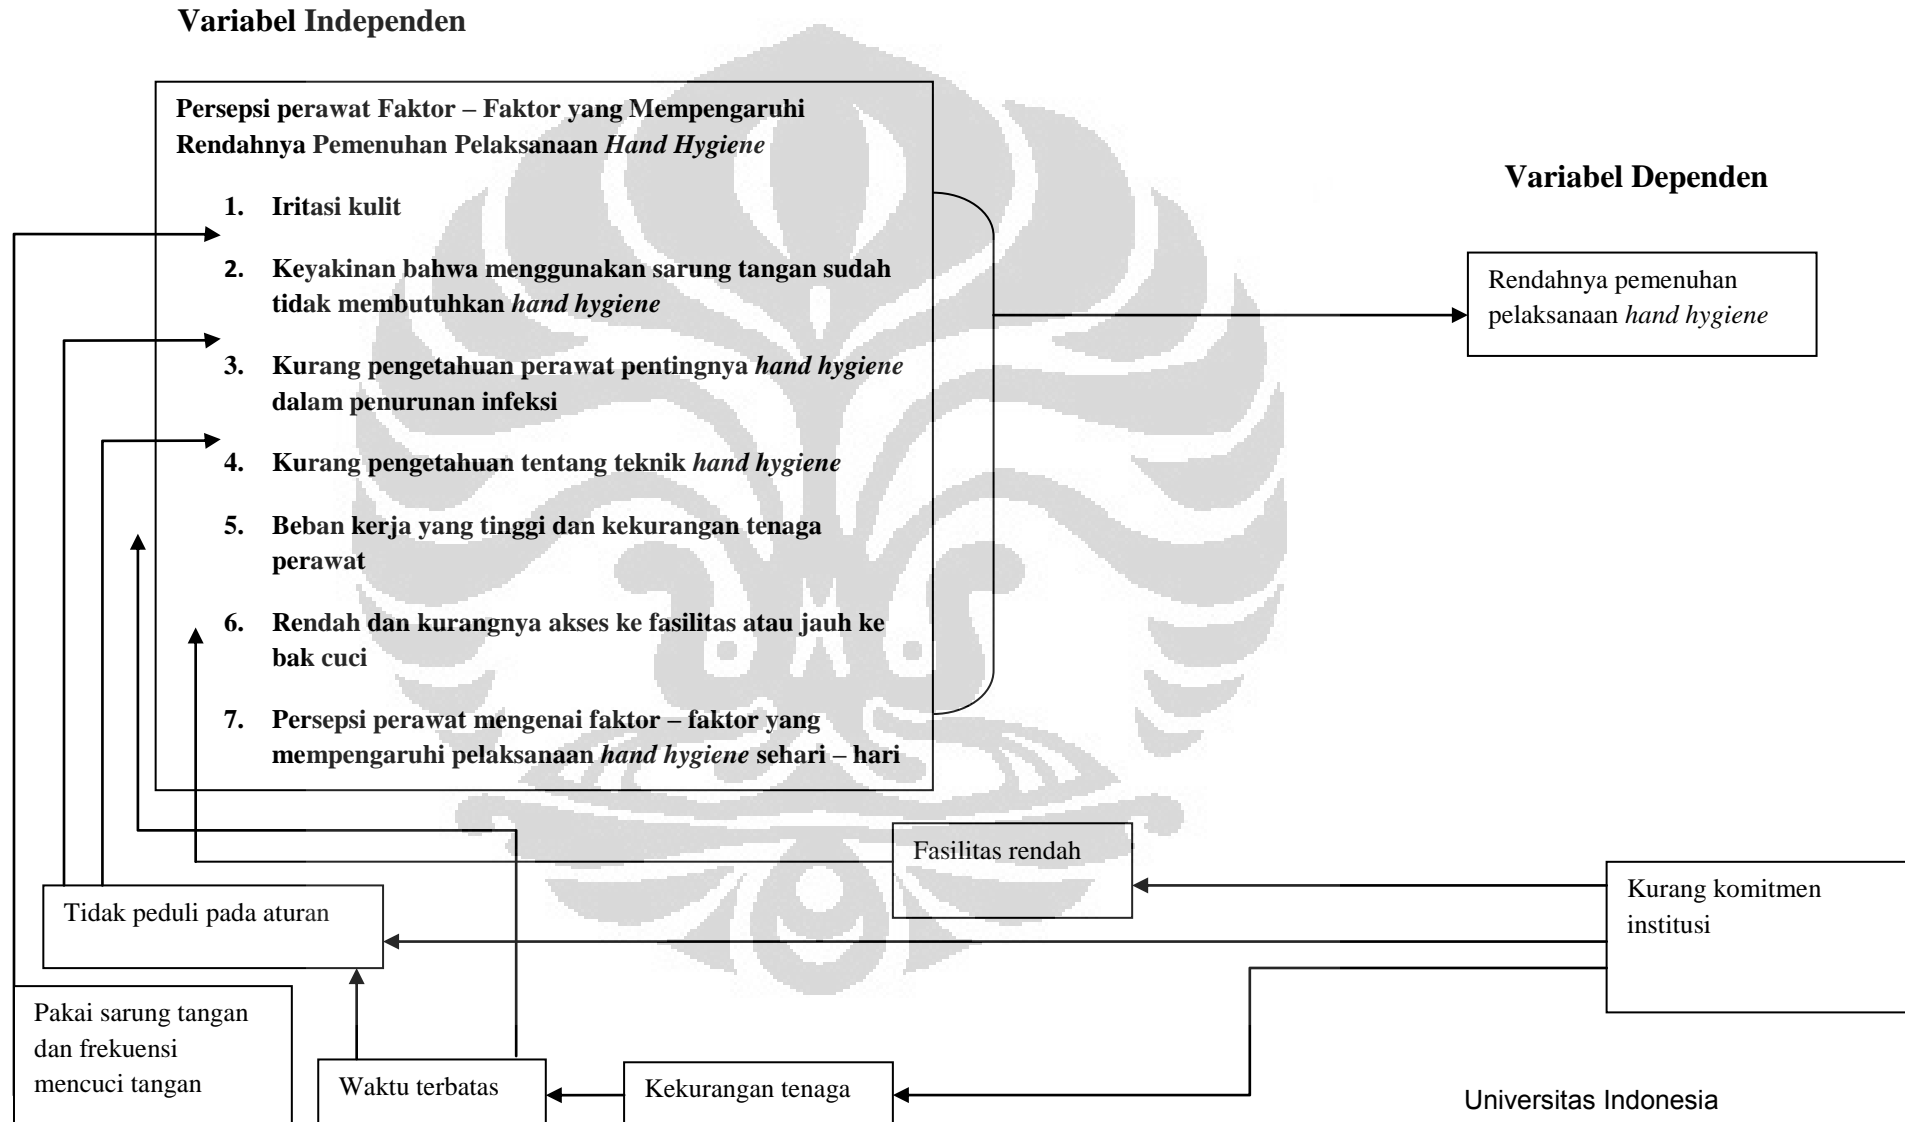 Variabel Independen
Persepsi perawat Faktor – Faktor yang Mempengaruhi
Rendahnya Pemenuhan Pelaksanaan Hand Hygiene
1. Iritasi kulit
2. Keyakinan bahwa menggunakan sarung tangan sudah
tidak membutuhkan hand hygiene
3. Kurang pengetahuan perawat pentingnya hand hygiene
dalam penurunan infeksi
4. Kurang pengetahuan tentang teknik hand hygiene
5. Beban kerja yang tinggi dan kekurangan tenaga
perawat
6. Rendah dan kurangnya akses ke fasilitas atau jauh ke
bak cuci
7. Persepsi perawat mengenai faktor – faktor yang
mempengaruhi pelaksanaan hand hygiene sehari – hari
Variabel Dependen
Rendahnya pemenuhan
pelaksanaan hand hygiene
Fasilitas rendah
Kurang komitmen
institusi
Tidak peduli pada aturan
Pakai sarung tangan
dan frekuensi
mencuci tangan
Waktu terbatas
Kekurangan tenaga
Universitas Indonesia